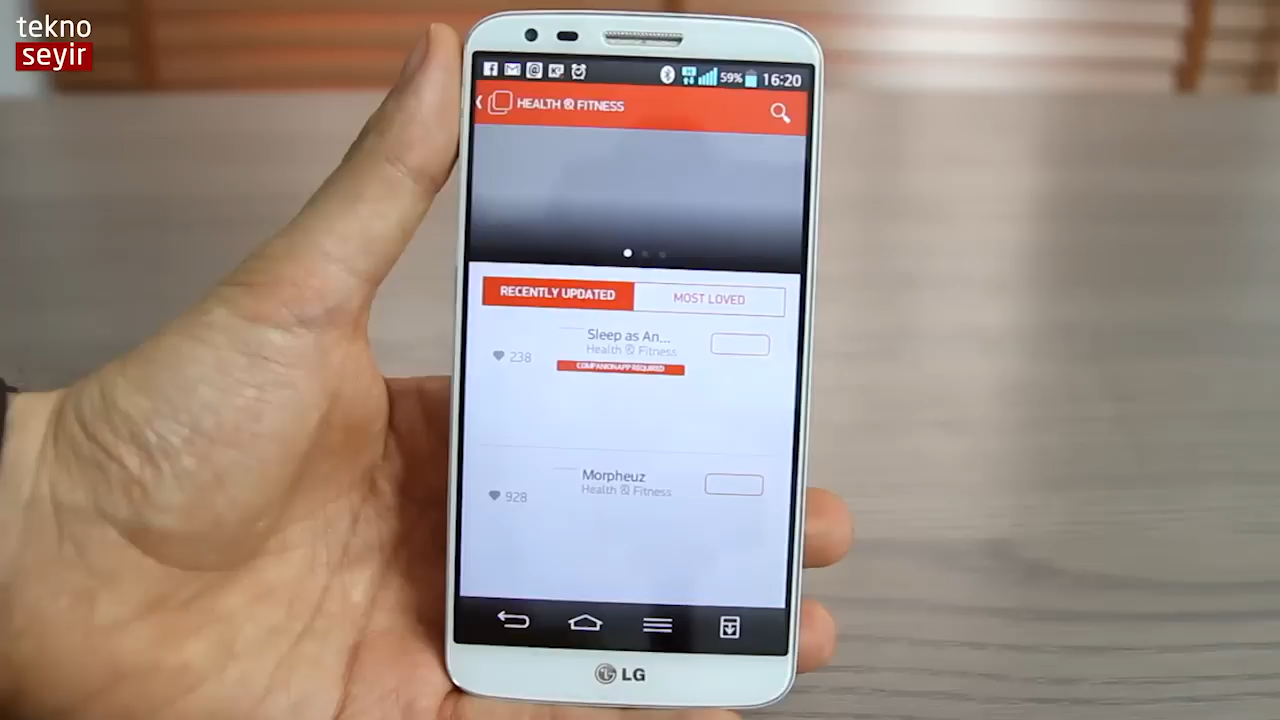 tekno
seyir
59% 16:20
HEALTH & FITNESS
RECENTLY UPDATED
MOST LOVED
Sleep as An...
Health & Fitness
238
COMPANION APP REQUIRED
Morpheuz
Health & Fitness
928
LG